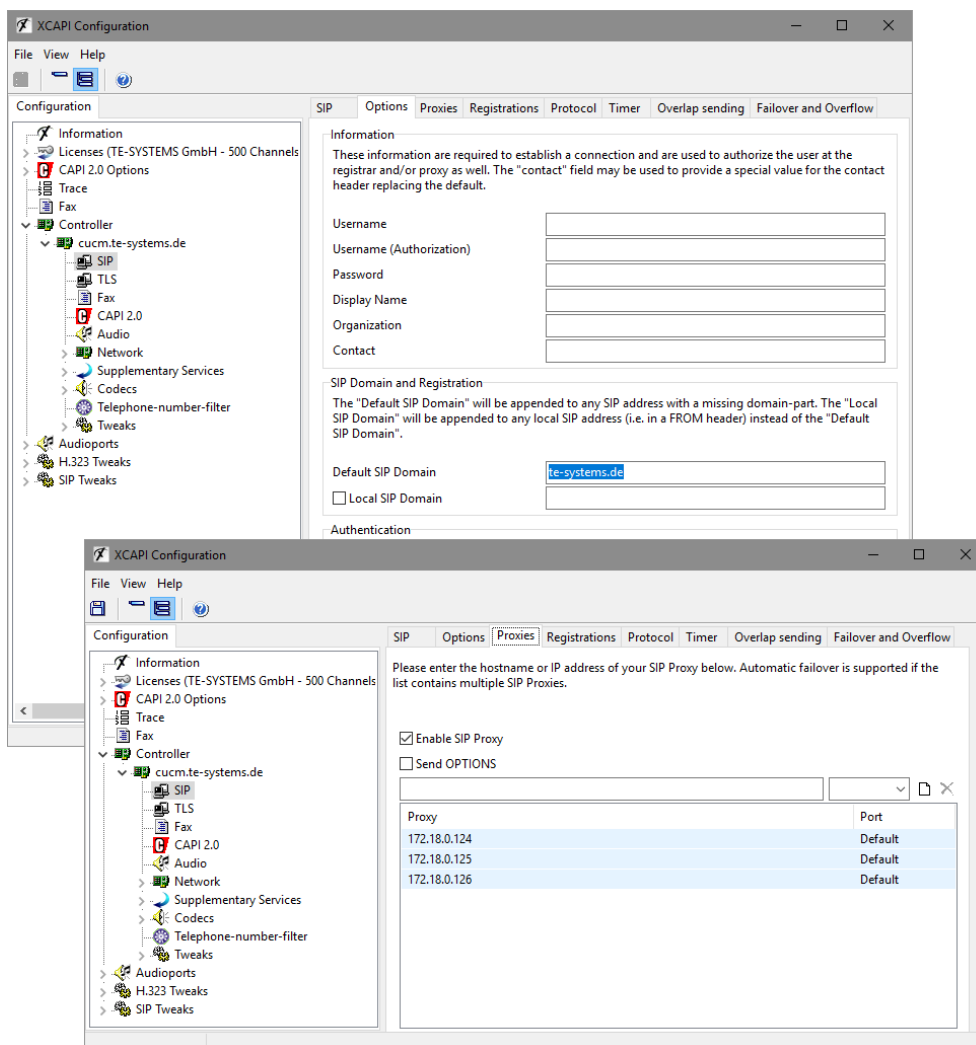 XCAPI Configuration
File View Help
Configuration
Information
Licenses (TE-SYSTEMS GmbH - 500 Channels
CAPI 2.0 Options
Trace
Fax
Controller
cucm.te-systems.de
SIP
TLS
Fax
CAPI 2.0
Audio
Network
Supplementary Services
Codecs
Telephone-number-filter
Tweaks
Audioports
H.323 Tweaks
SIP Tweaks
SIP Options Proxies Registrations Protocol Timer Overlap sending Failover and Overflow
Information
These information are required to establish a connection and are used to authorize the user at the
registrar and/or proxy as well. The "contact" field may be used to provide a special value for the contact
header replacing the default.
Username
Username (Authorization)
Password
Display Name
Organization
Contact
SIP Domain and Registration
The "Default SIP Domain" will be appended to any SIP address with a missing domain-part. The "Local
SIP Domain" will be appended to any local SIP address (i.e. in a FROM header) instead of the "Default
SIP Domain".
Default SIP Domain te-systems.de
Local SIP Domain
Authentication
XCAPI Configuration
File View Help
Configuration
Information
Licenses (TE-SYSTEMS GmbH - 500 Channels
CAPI 2.0 Options
Trace
Fax
Controller
cucm.te-systems.de
SIP
TLS
Fax
CAPI 2.0
Audio
Network
Supplementary Services
Codecs
Telephone-number-filter
Tweaks
Audioports
H.323 Tweaks
SIP Tweaks
SIP Options Proxies Registrations Protocol Timer Overlap sending Failover and Overflow
Please enter the hostname or IP address of your SIP Proxy below. Automatic failover is supported if the
list contains multiple SIP Proxies.
Enable SIP Proxy
Send OPTIONS
Proxy Port
172.18.0.124 Default
172.18.0.125 Default
172.18.0.126 Default